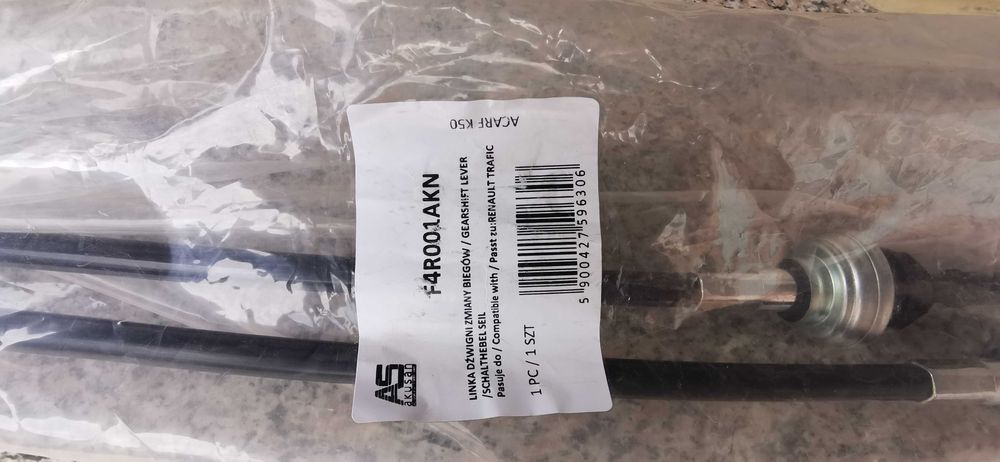 ACARF K50
F4R001AKN
LINKA DŹWIGNI ZMIANY BIEGÓW / GEARSHIFT LEVER
/SCHALTHEBEL SEIL
Pasuje do / Compatible with / Passt zu:RENAULT TRAFIC
1 PC / 1 SZT
5 900427 596306
AS
akusan